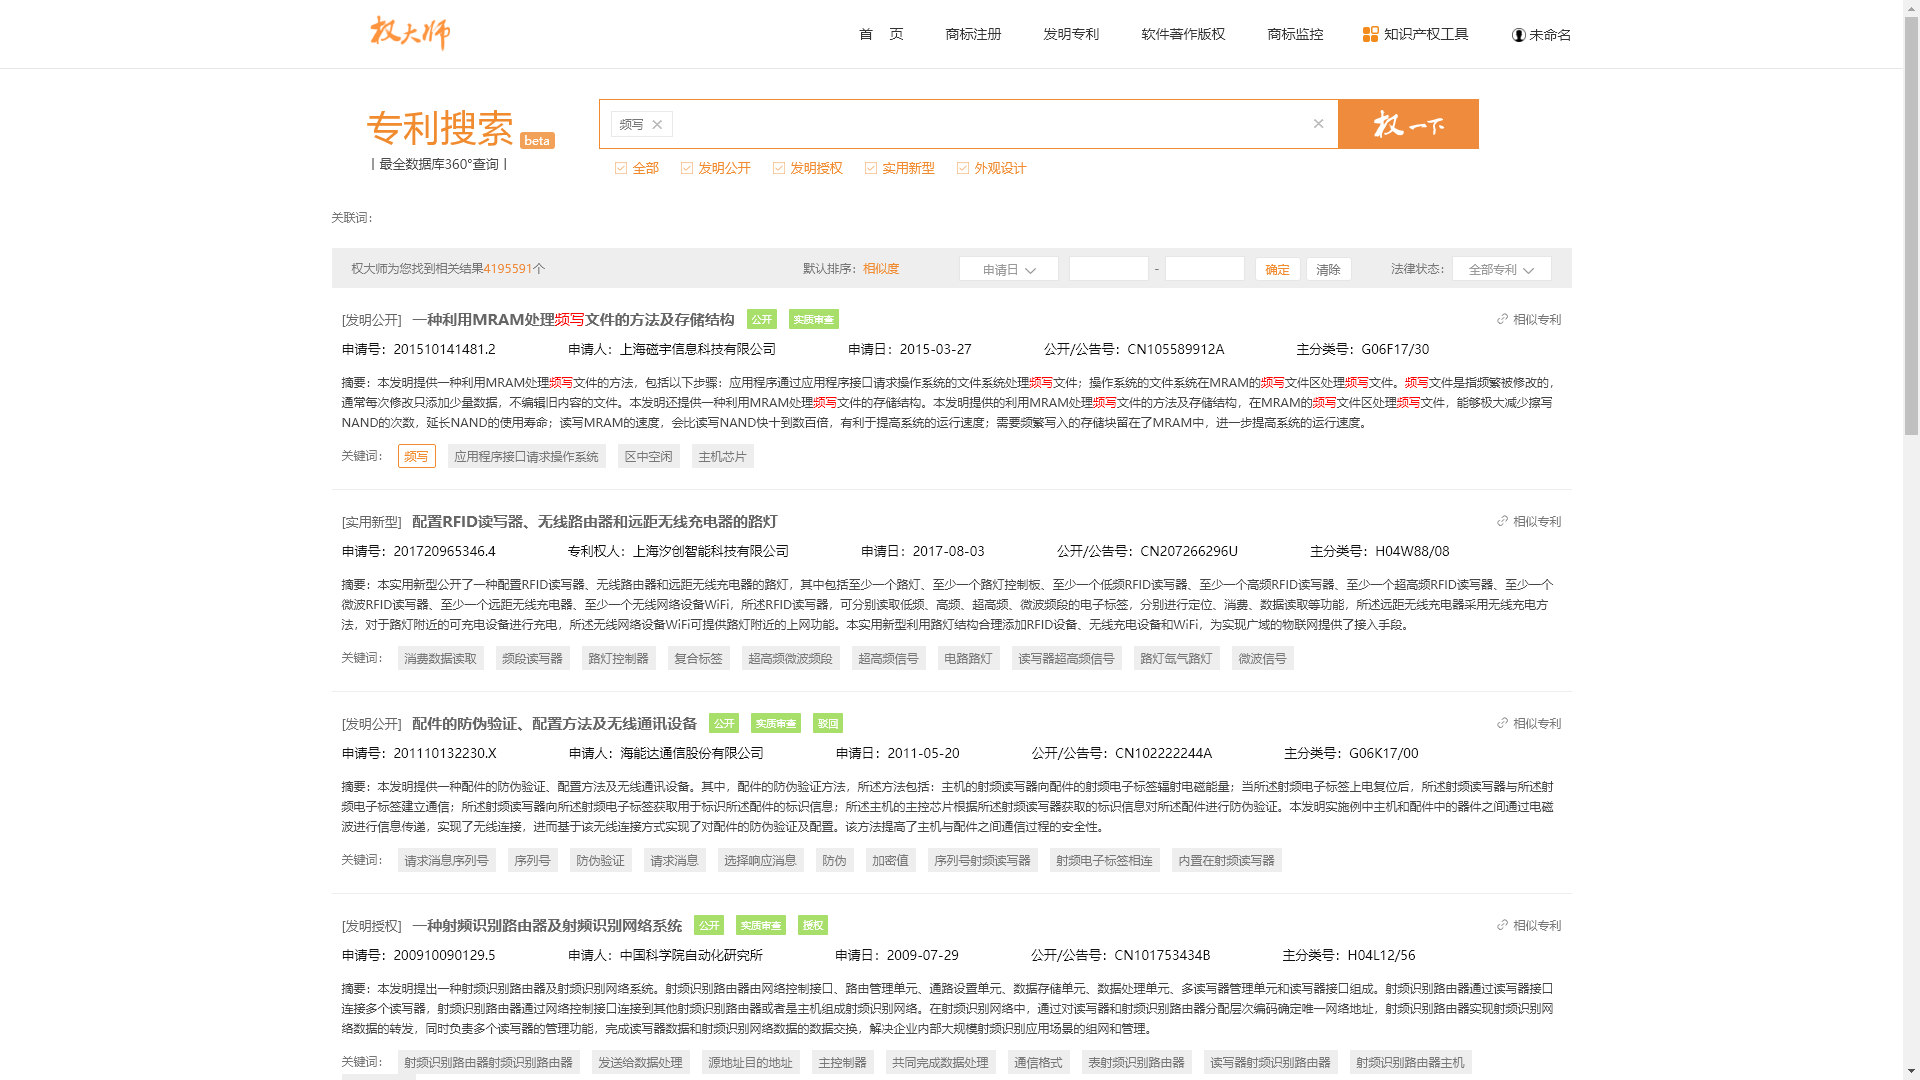 权大师
首 页 商标注册 发明专利 软件著作版权 商标监控 知识产权工具 未命名
专利搜索 beta
| 最全数据库360°查询 |
频写 ✕ ✕ 权一下
全部 发明公开 发明授权 实用新型 外观设计
关联词：
权大师为您找到相关结果4195591个 默认排序：相似度 申请日 - 确定 清除 法律状态： 全部专利
[发明公开] 一种利用MRAM处理频写文件的方法及存储结构 公开 实质审查 相似专利
申请号：201510141481.2 申请人：上海磁宇信息科技有限公司 申请日：2015-03-27 公开/公告号：CN105589912A 主分类号：G06F17/30
摘要：本发明提供一种利用MRAM处理频写文件的方法，包括以下步骤：应用程序通过应用程序接口请求操作系统的文件系统处理频写文件；操作系统的文件系统在MRAM的频写文件区处理频写文件。频写文件是指频繁被修改的，
通常每次修改只添加少量数据，不编辑旧内容的文件。本发明还提供一种利用MRAM处理频写文件的存储结构。本发明提供的利用MRAM处理频写文件的方法及存储结构，在MRAM的频写文件区处理频写文件，能够极大减少擦写
NAND的次数，延长NAND的使用寿命；读写MRAM的速度，会比读写NAND快十到数百倍，有利于提高系统的运行速度；需要频繁写入的存储块留在了MRAM中，进一步提高系统的运行速度。
关键词： 频写 应用程序接口请求操作系统 区中空闲 主机芯片
[实用新型] 配置RFID读写器、无线路由器和远距无线充电器的路灯 相似专利
申请号：201720965346.4 专利权人：上海汐创智能科技有限公司 申请日：2017-08-03 公开/公告号：CN207266296U 主分类号：H04W88/08
摘要：本实用新型公开了一种配置RFID读写器、无线路由器和远距无线充电器的路灯，其中包括至少一个路灯、至少一个路灯控制板、至少一个低频RFID读写器、至少一个高频RFID读写器、至少一个超高频RFID读写器、至少一个
微波RFID读写器、至少一个远距无线充电器、至少一个无线网络设备WiFi，所述RFID读写器，可分别读取低频、高频、超高频、微波频段的电子标签，分别进行定位、消费、数据读取等功能，所述远距无线充电器采用无线充电方
法，对于路灯附近的可充电设备进行充电，所述无线网络设备WiFi可提供路灯附近的上网功能。本实用新型利用路灯结构合理添加RFID设备、无线充电设备和WiFi，为实现广域的物联网提供了接入手段。
关键词： 消费数据读取 频段读写器 路灯控制器 复合标签 超高频微波频段 超高频信号 电路路灯 读写器超高频信号 路灯氙气路灯 微波信号
[发明公开] 配件的防伪验证、配置方法及无线通讯设备 公开 实质审查 驳回 相似专利
申请号：201110132230.X 申请人：海能达通信股份有限公司 申请日：2011-05-20 公开/公告号：CN102222244A 主分类号：G06K17/00
摘要：本发明提供一种配件的防伪验证、配置方法及无线通讯设备。其中，配件的防伪验证方法，所述方法包括：主机的射频读写器向配件的射频电子标签辐射电磁能量；当所述射频电子标签上电复位后，所述射频读写器与所述射
频电子标签建立通信；所述射频读写器向所述射频电子标签获取用于标识所述配件的标识信息；所述主机的主控芯片根据所述射频读写器获取的标识信息对所述配件进行防伪验证。本发明实施例中主机和配件中的器件之间通过电磁
波进行信息传递，实现了无线连接，进而基于该无线连接方式实现了对配件的防伪验证及配置。该方法提高了主机与配件之间通信过程的安全性。
关键词： 请求消息序列号 序列号 防伪验证 请求消息 选择响应消息 防伪 加密值 序列号射频读写器 射频电子标签相连 内置在射频读写器
[发明授权] 一种射频识别路由器及射频识别网络系统 公开 实质审查 授权 相似专利
申请号：200910090129.5 申请人：中国科学院自动化研究所 申请日：2009-07-29 公开/公告号：CN101753434B 主分类号：H04L12/56
摘要：本发明提出一种射频识别路由器及射频识别网络系统。射频识别路由器由网络控制接口、路由管理单元、通路设置单元、数据存储单元、数据处理单元、多读写器管理单元和读写器接口组成。射频识别路由器通过读写器接口
连接多个读写器，射频识别路由器通过网络控制接口连接到其他射频识别路由器或者是主机组成射频识别网络。在射频识别网络中，通过对读写器和射频识别路由器分配层次编码确定唯一网络地址，射频识别路由器实现射频识别网
络数据的转发，同时负责多个读写器的管理功能，完成读写器数据和射频识别网络数据的数据交换，解决企业内部大规模射频识别应用场景的组网和管理。
关键词： 射频识别路由器射频识别路由器 发送给数据处理 源地址目的地址 主控制器 共同完成数据处理 通信格式 表射频识别路由器 读写器射频识别路由器 射频识别路由器主机